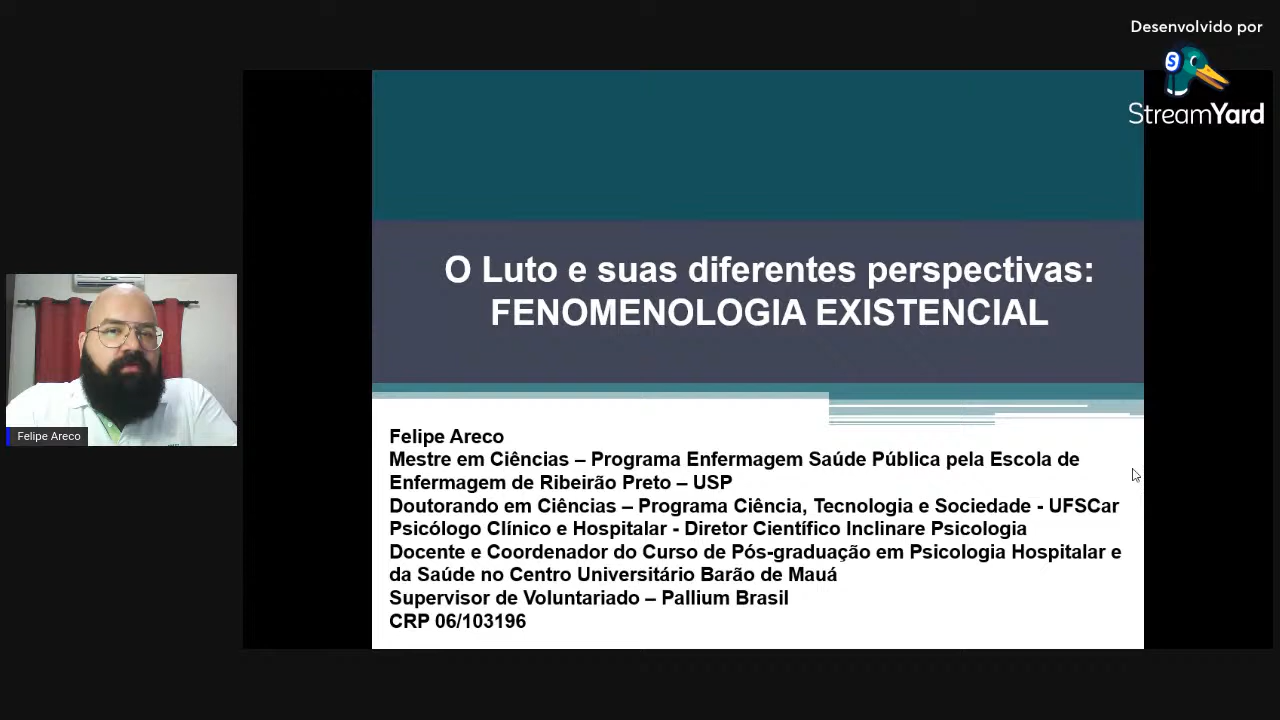 Desenvolvido por
StreamYard
O Luto e suas diferentes perspectivas:
FENOMENOLOGIA EXISTENCIAL
Felipe Areco
Felipe Areco
Mestre em Ciências – Programa Enfermagem Saúde Pública pela Escola de
Enfermagem de Ribeirão Preto – USP
Doutorando em Ciências – Programa Ciência, Tecnologia e Sociedade - UFSCar
Psicólogo Clínico e Hospitalar - Diretor Científico Inclinare Psicologia
Docente e Coordenador do Curso de Pós-graduação em Psicologia Hospitalar e
da Saúde no Centro Universitário Barão de Mauá
Supervisor de Voluntariado – Pallium Brasil
CRP 06/103196